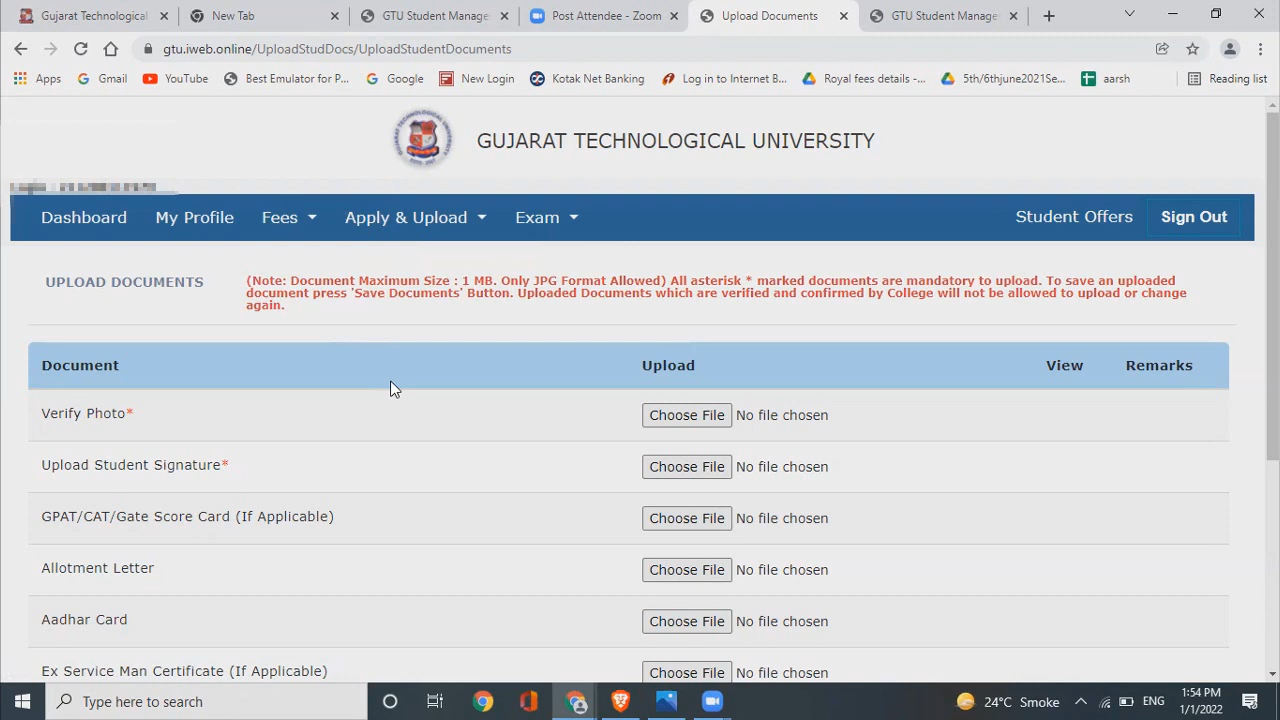 Gujarat Technological
New Tab
GTU Student Manage
Post Attendee - Zoom
Upload Documents
GTU Student Manage
gtu.iweb.online/UploadStudDocs/UploadStudentDocuments
Apps
Gmail
YouTube
Best Emulator for P...
Google
New Login
Kotak Net Banking
Log in to Internet B...
Royal fees details -...
5th/6thjune2021Se...
aarsh
Reading list
GUJARAT TECHNOLOGICAL UNIVERSITY
Dashboard My Profile Fees Apply & Upload Exam Student Offers Sign Out
UPLOAD DOCUMENTS
(Note: Document Maximum Size : 1 MB. Only JPG Format Allowed) All asterisk * marked documents are mandatory to upload. To save an uploaded
document press 'Save Documents' Button. Uploaded Documents which are verified and confirmed by College will not be allowed to upload or change
again.
Document Upload View Remarks
Verify Photo* Choose File No file chosen
Upload Student Signature* Choose File No file chosen
GPAT/CAT/Gate Score Card (If Applicable) Choose File No file chosen
Allotment Letter Choose File No file chosen
Aadhar Card Choose File No file chosen
Ex Service Man Certificate (If Applicable) Choose File No file chosen
Type here to search
24°C Smoke
ENG
1:54 PM
1/1/2022